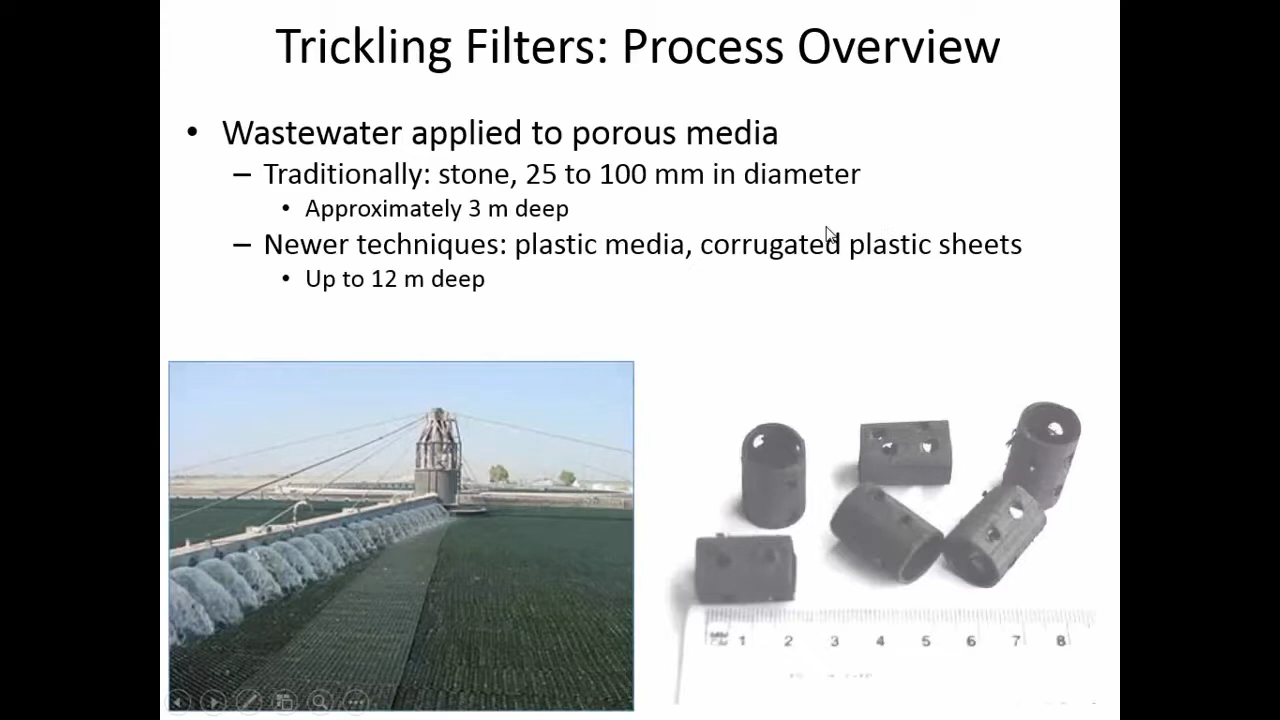 Trickling Filters: Process Overview
• Wastewater applied to porous media
– Traditionally: stone, 25 to 100 mm in diameter
• Approximately 3 m deep
– Newer techniques: plastic media, corrugated plastic sheets
• Up to 12 m deep
1 2 3 4 5 6 7 8